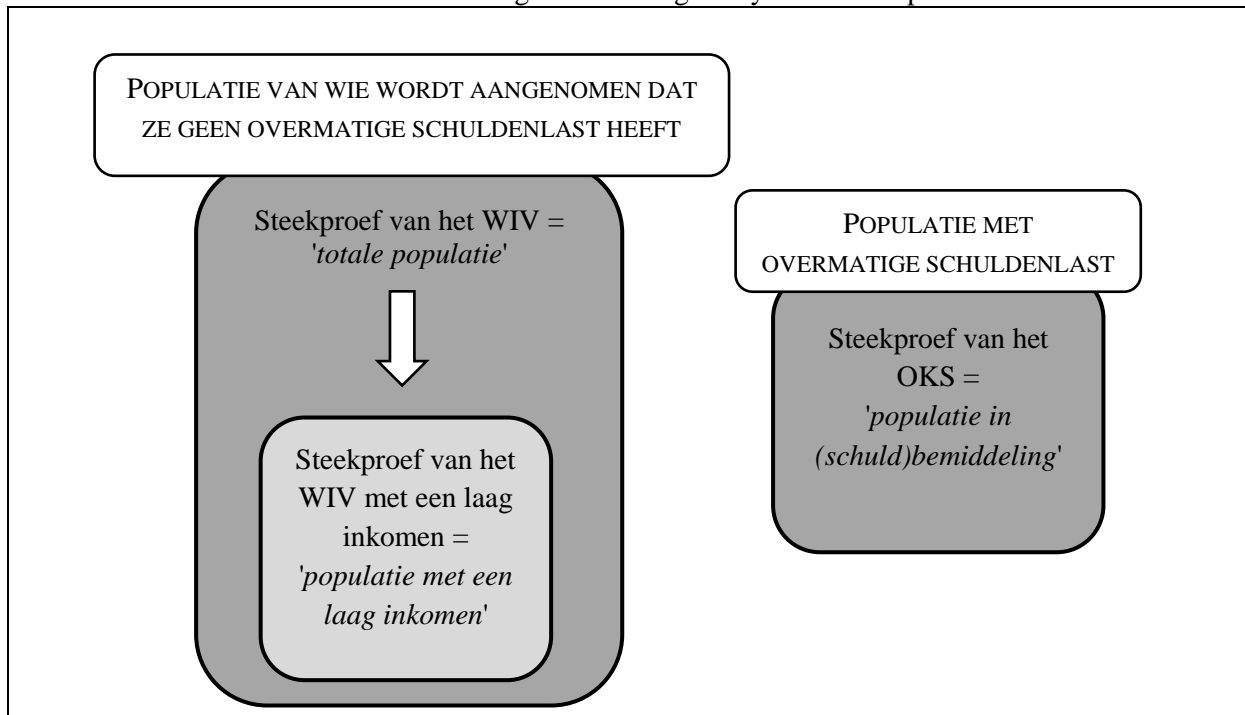 POPULATIE VAN WIE WORDT AANGENOMEN DAT
ZE GEEN OVERMATIGE SCHULDENLAST HEEFT
Steekproef van het WIV =
'totale populatie'
Steekproef van het
WIV met een laag
inkomen =
'populatie met een
laag inkomen'
POPULATIE MET
OVERMATIGE SCHULDENLAST
Steekproef van het
OKS =
'populatie in
(schuld)bemiddeling'